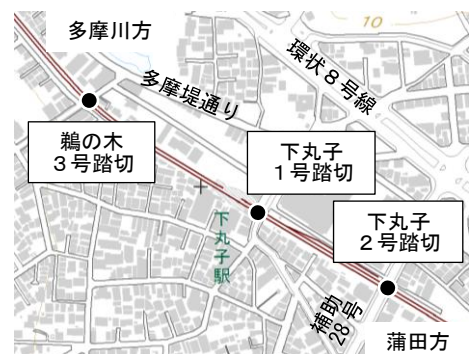 多摩川方
10
環状８号線
多摩堤通り
鵜の木
３号踏切
下丸子
１号踏切
下丸子駅
下丸子
２号踏切
補助
28号
蒲田方